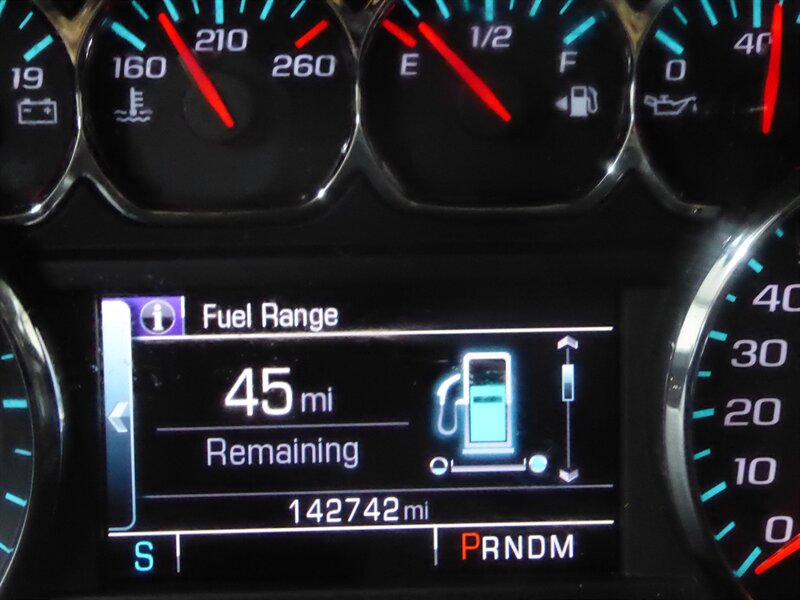 19
160 210 260
E 1/2 F
0 40
Fuel Range
45 mi
Remaining
142742 mi
S PRNDM
40
30
20
10
0